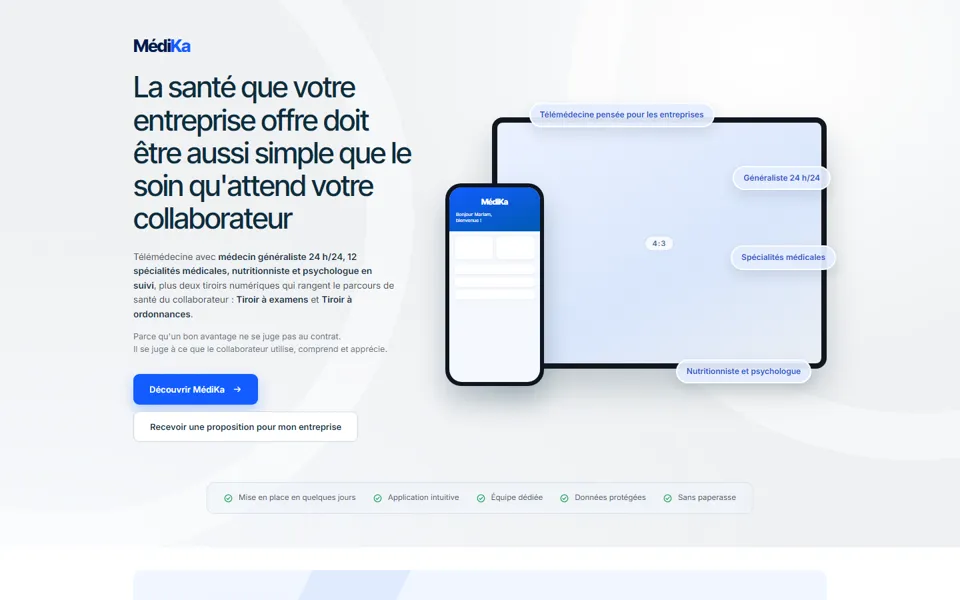 MédiKa
La santé que votre
entreprise offre doit
être aussi simple que le
soin qu'attend votre
collaborateur
Télémédecine avec médecin généraliste 24 h/24, 12
spécialités médicales, nutritionniste et psychologue en
suivi, plus deux tiroirs numériques qui rangent le parcours de
santé du collaborateur : Tiroir à examens et Tiroir à
ordonnances.
Parce qu'un bon avantage ne se juge pas au contrat.
Il se juge à ce que le collaborateur utilise, comprend et apprécie.
Découvrir MédiKa →
Recevoir une proposition pour mon entreprise
Télémédecine pensée pour les entreprises
Généraliste 24 h/24
MédiKa
Bonjour Mariam,
bienvenue !
4:3
Spécialités médicales
Nutritionniste et psychologue
Mise en place en quelques jours
Application intuitive
Équipe dédiée
Données protégées
Sans paperasse